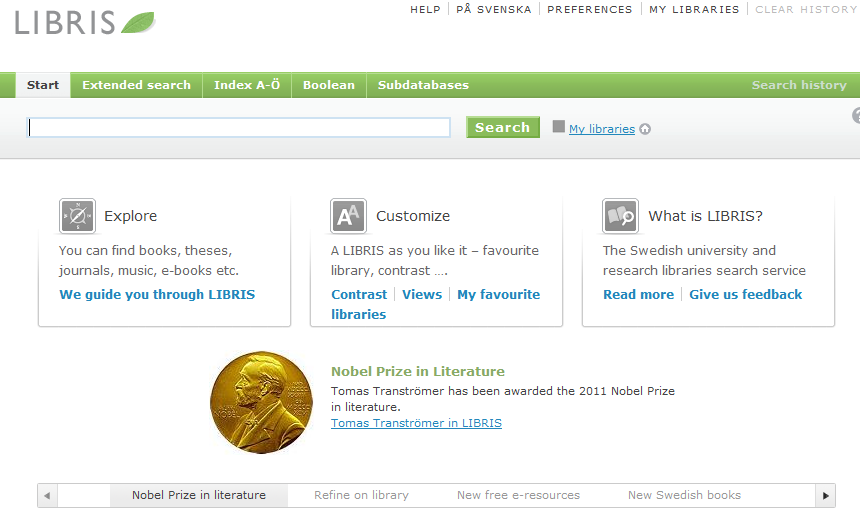 LIBRIS
HELP PÅ SVENSKA PREFERENCES MY LIBRARIES CLEAR HISTORY
Start Extended search Index A-Ö Boolean Subdatabases Search history
Search My libraries
?
Explore
You can find books, theses,
journals, music, e-books etc.
We guide you through LIBRIS
AA Customize
A LIBRIS as you like it – favourite
library, contrast ....
Contrast Views My favourite
libraries
What is LIBRIS?
The Swedish university and
research libraries search service
Read more Give us feedback
Nobel Prize in Literature
Tomas Tranströmer has been awarded the 2011 Nobel Prize
in literature.
Tomas Tranströmer in LIBRIS
Nobel Prize in literature Refine on library New free e-resources New Swedish books